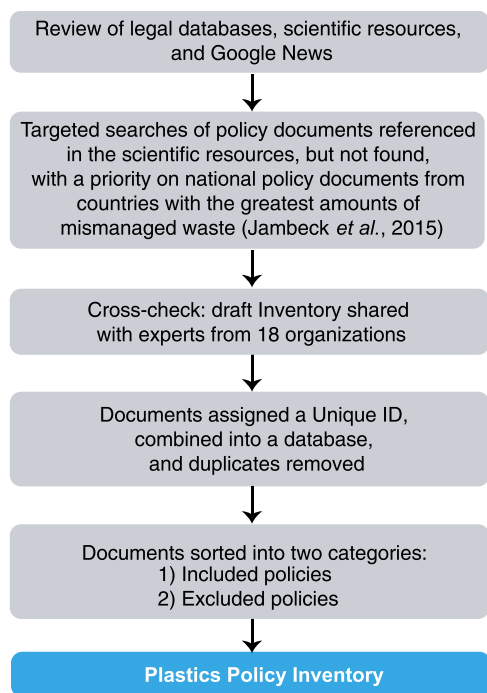 Review of legal databases, scientific resources,
and Google News
Targeted searches of policy documents referenced
in the scientific resources, but not found,
with a priority on national policy documents from
countries with the greatest amounts of
mismanaged waste (Jambeck et al., 2015)
Cross-check: draft Inventory shared
with experts from 18 organizations
Documents assigned a Unique ID,
combined into a database,
and duplicates removed
Documents sorted into two categories:
1) Included policies
2) Excluded policies
Plastics Policy Inventory